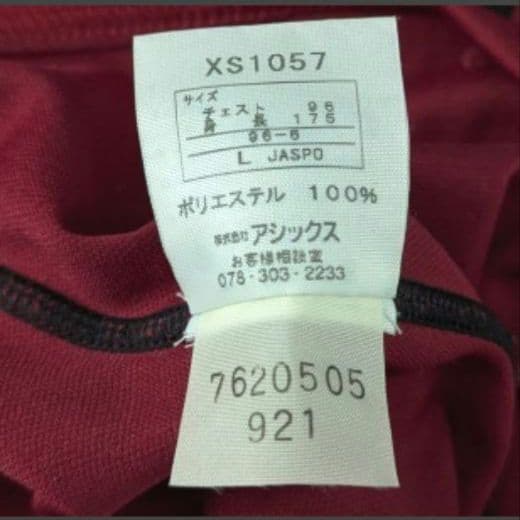 XS1057
サイズ
チェスト 96
身長 175
96-6
L JASPO
ポリエステル 100%
株式会社アシックス
お客様相談室
078-303-2233
7620505
921